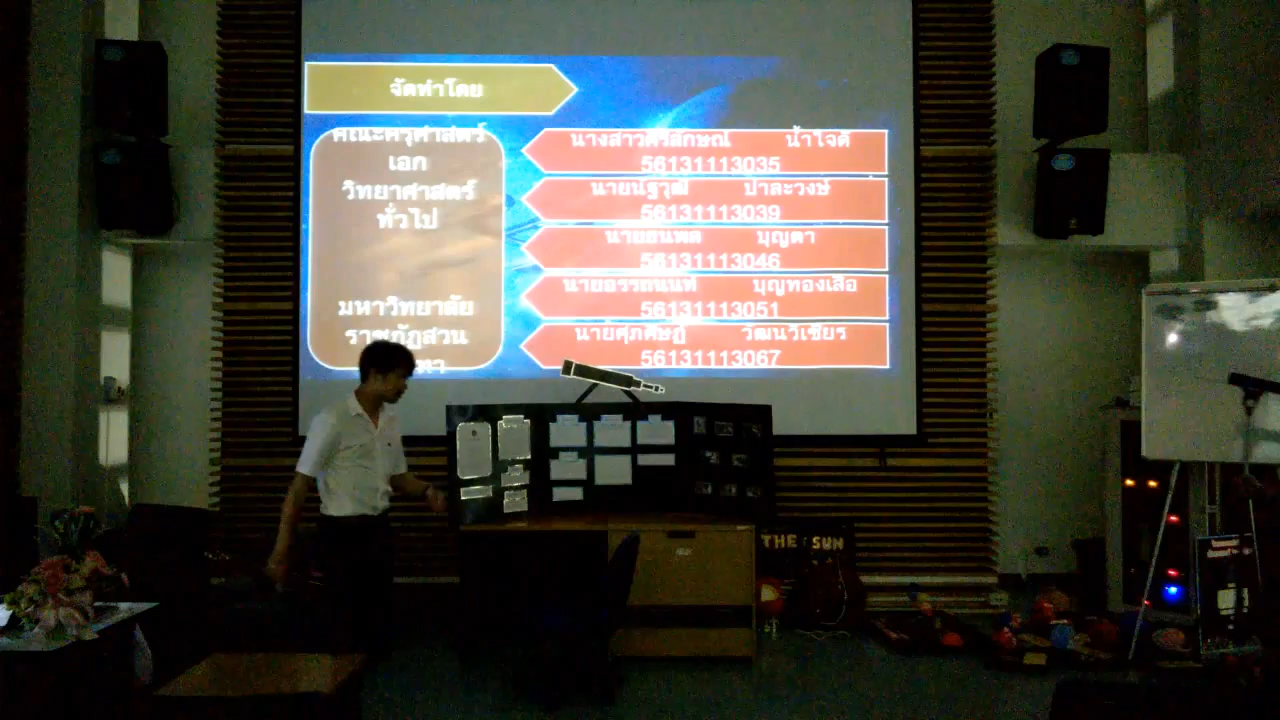 จัดทำโดย
คณะครุศาสตร์
เอก
วิทยาศาสตร์
ทั่วไป
มหาวิทยาลัย
ราชภัฏสวน
นางสาวศิริลักษณ์ น้ำใจดี
56131113035
นายนัฐวุฒิ ปาละวงษ์
56131113039
นายธนพล บุญตา
56131113046
นายอรรถนนท์ บุญทองเสือ
56131113051
นายศุภศิษฏ์ วัฒนวิเชียร
56131113067
THE SUN